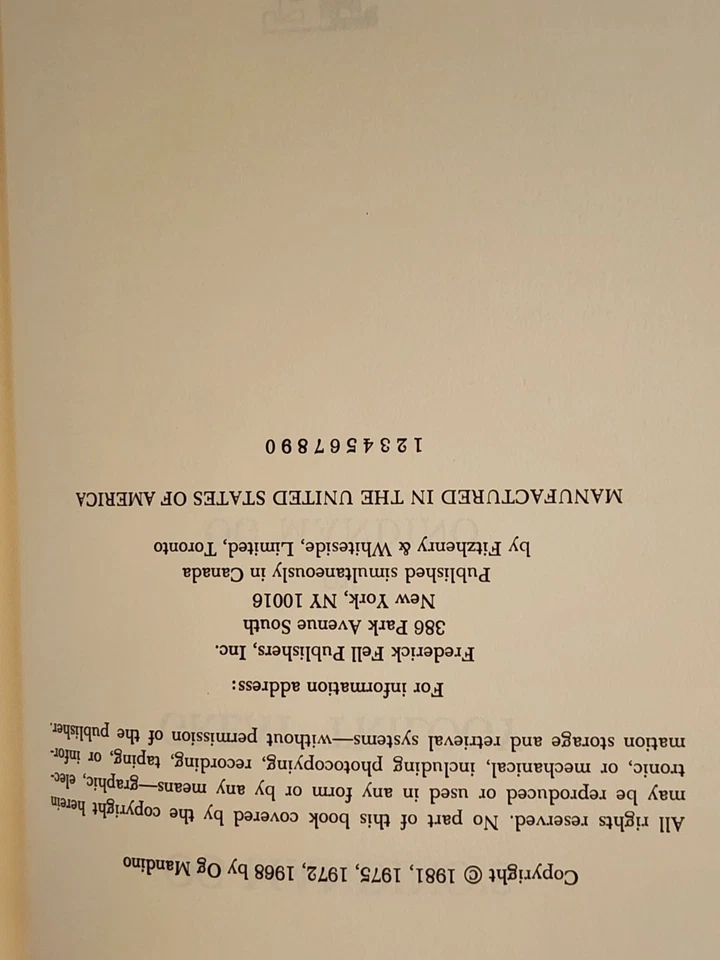 Copyright © 1981, 1975, 1972, 1968 by Og Mandino
All rights reserved. No part of this book covered by the copyright herein
may be reproduced or used in any form or by any means—graphic, elec-
tronic, or mechanical, including photocopying, recording, taping, or infor-
mation storage and retrieval systems—without permission of the publisher.
For information address:
Frederick Fell Publishers, Inc.
386 Park Avenue South
New York, NY 10016
Published simultaneously in Canada
by Fitzhenry & Whiteside, Limited, Toronto
MANUFACTURED IN THE UNITED STATES OF AMERICA
1 2 3 4 5 6 7 8 9 0